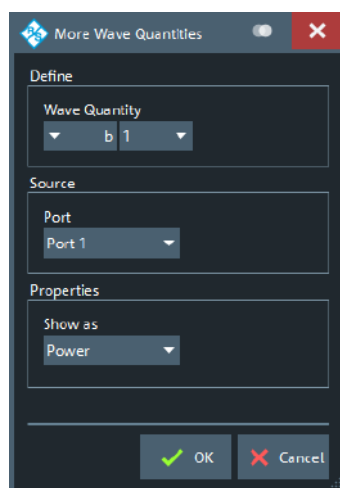 More Wave Quantities
Define
Wave Quantity
b 1
Source
Port
Port 1
Properties
Show as
Power
OK Cancel